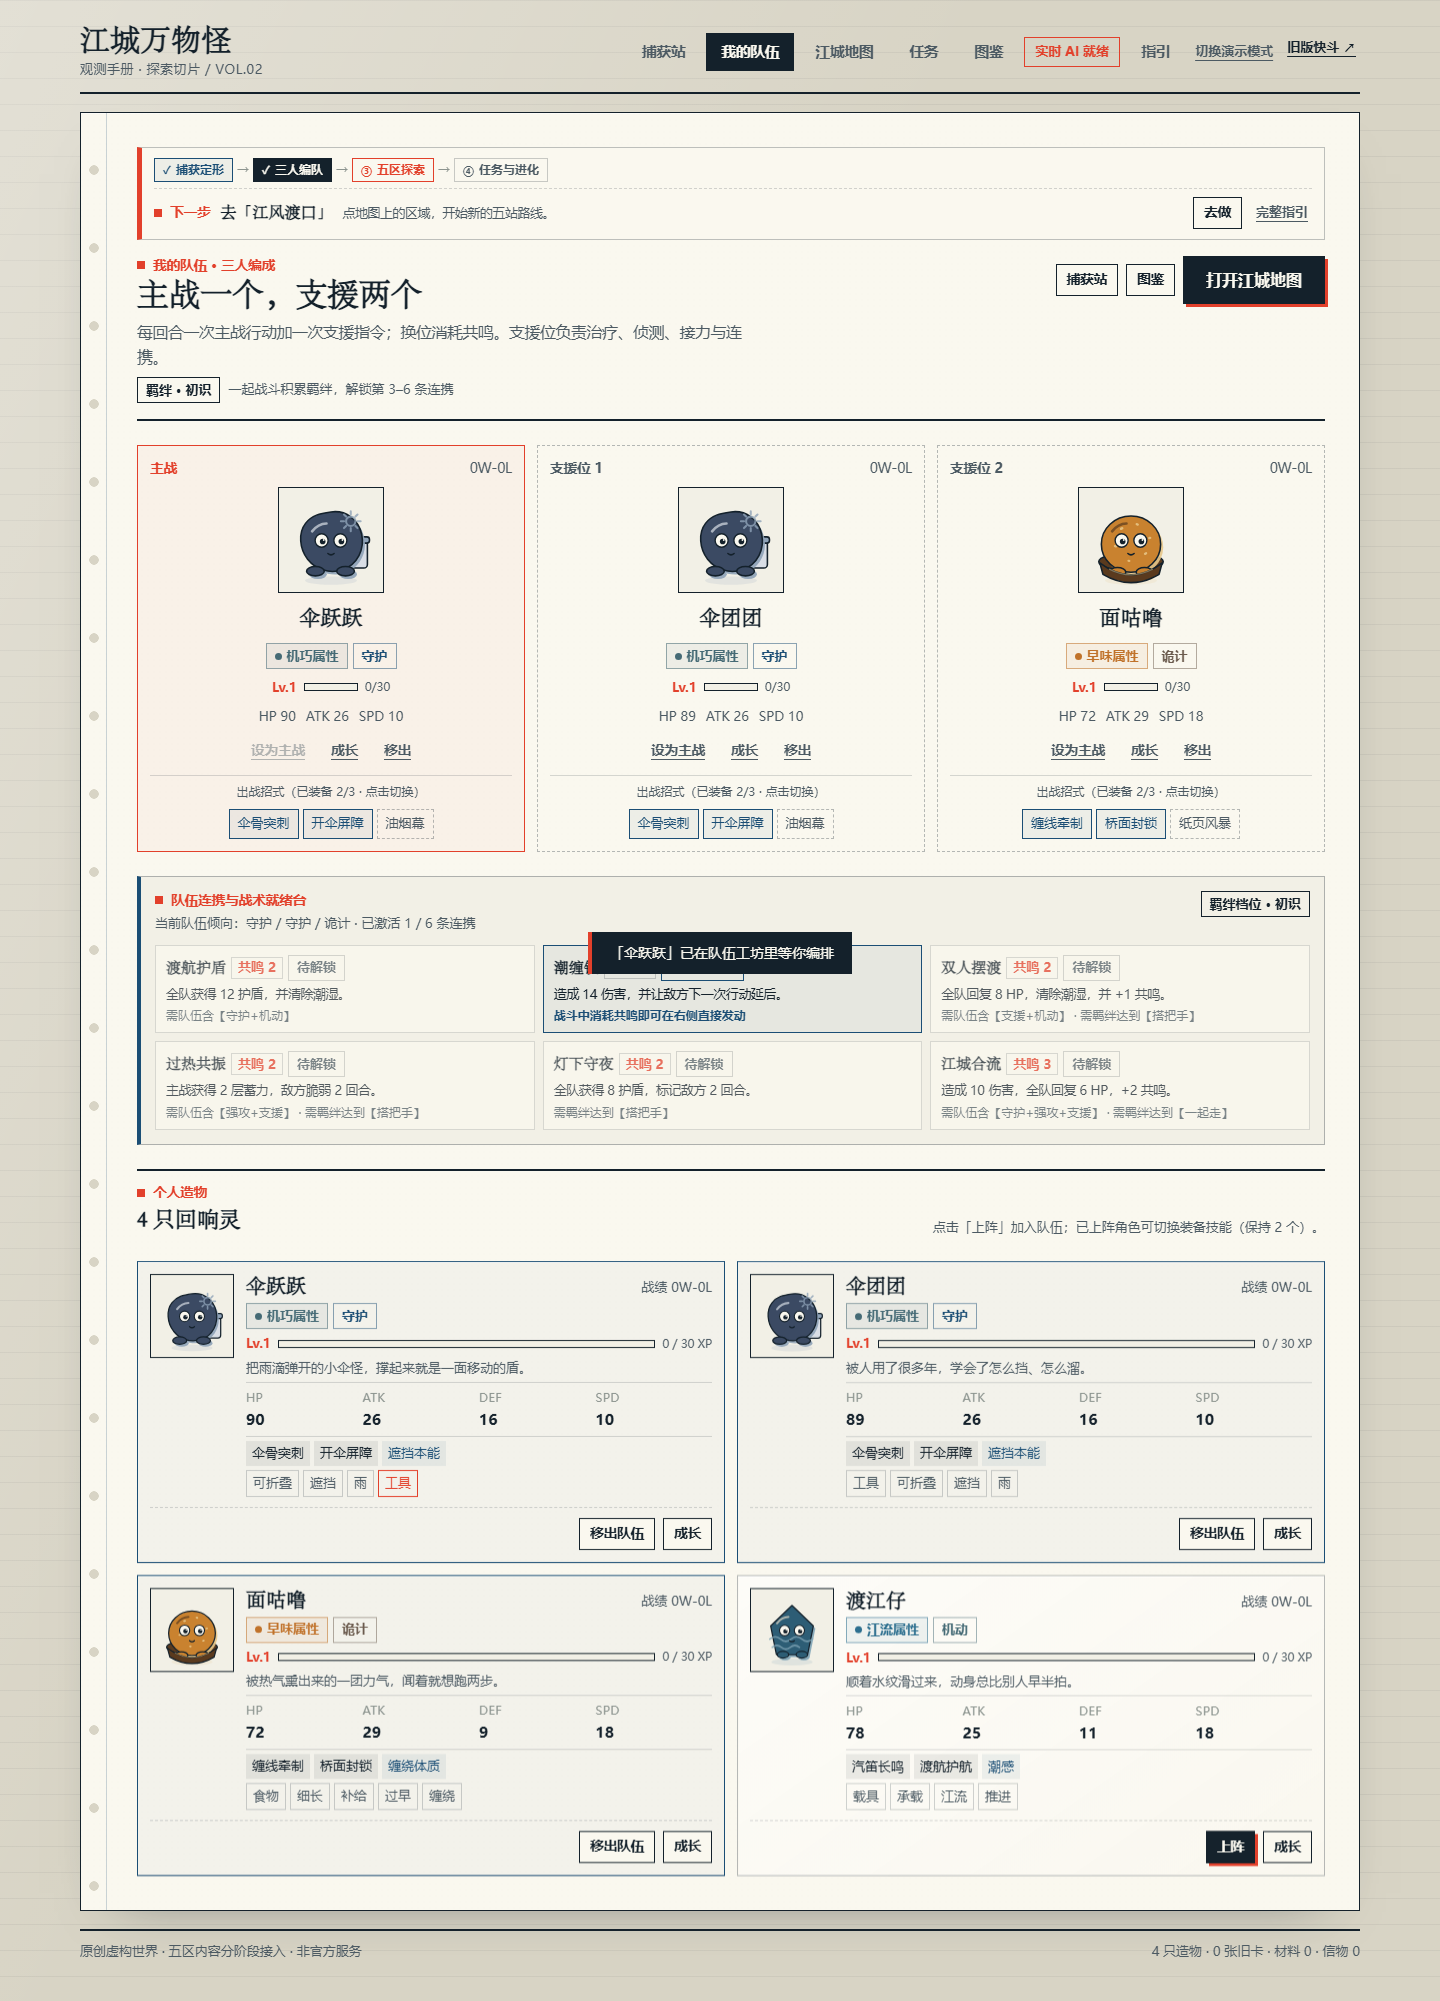 江城万物怪
观测手册 · 探索切片 / VOL.02
捕获站 我的队伍 江城地图 任务 图鉴 实时 AI 就绪 指引 切换演示模式 旧版快斗 ↗
✓ 捕获定形 → ✓ 三人编队 → ③ 五区探索 → ④ 任务与进化
下一步 去「江风渡口」 点地图上的区域，开始新的五站路线。 去做 完整指引
我的队伍 · 三人编成
主战一个，支援两个
捕获站 图鉴 打开江城地图
每回合一次主战行动加一次支援指令；换位消耗共鸣。支援位负责治疗、侦测、接力与连
携。
羁绊 · 初识 一起战斗积累羁绊，解锁第 3–6 条连携
主战 0W-0L
伞跃跃
机巧属性 守护
Lv.1 0/30
HP 90 ATK 26 SPD 10
设为主战 成长 移出
出战招式（已装备 2/3 · 点击切换）
伞骨突刺 开伞屏障 油烟幕
支援位 1 0W-0L
伞团团
机巧属性 守护
Lv.1 0/30
HP 89 ATK 26 SPD 10
设为主战 成长 移出
出战招式（已装备 2/3 · 点击切换）
伞骨突刺 开伞屏障 油烟幕
支援位 2 0W-0L
面咕噜
早味属性 诡计
Lv.1 0/30
HP 72 ATK 29 SPD 18
设为主战 成长 移出
出战招式（已装备 2/3 · 点击切换）
缠线牵制 桥面封锁 纸页风暴
队伍连携与战术就绪台
当前队伍倾向：守护 / 守护 / 诡计 · 已激活 1 / 6 条连携
羁绊档位 · 初识
「伞跃跃」已在队伍工坊里等你编排
渡航护盾 共鸣 2 待解锁
全队获得 12 护盾，并清除潮湿。
需队伍含【守护+机动】
潮缠
造成 14 伤害，并让敌方下一次行动延后。
战斗中消耗共鸣即可在右侧直接发动
双人摆渡 共鸣 2 待解锁
全队回复 8 HP，清除潮湿，并 +1 共鸣。
需队伍含【支援+机动】 · 需羁绊达到【搭把手】
过热共振 共鸣 2 待解锁
主战获得 2 层蓄力，敌方脆弱 2 回合。
需队伍含【强攻+支援】 · 需羁绊达到【搭把手】
灯下守夜 共鸣 2 待解锁
全队获得 8 护盾，标记敌方 2 回合。
需羁绊达到【搭把手】
江城合流 共鸣 3 待解锁
造成 10 伤害，全队回复 6 HP，+2 共鸣。
需队伍含【守护+强攻+支援】 · 需羁绊达到【一起走】
个人造物
4 只回响灵
点击「上阵」加入队伍；已上阵角色可切换装备技能（保持 2 个）。
伞跃跃 战绩 0W-0L
机巧属性 守护
Lv.1 0 / 30 XP
把雨滴弹开的小伞怪，撑起来就是一面移动的盾。
HP ATK DEF SPD
90 26 16 10
伞骨突刺 开伞屏障 遮挡本能
可折叠 遮挡 雨 工具
移出队伍 成长
伞团团 战绩 0W-0L
机巧属性 守护
Lv.1 0 / 30 XP
被人用了很多年，学会了怎么挡、怎么溜。
HP ATK DEF SPD
89 26 16 10
伞骨突刺 开伞屏障 遮挡本能
工具 可折叠 遮挡 雨
移出队伍 成长
面咕噜 战绩 0W-0L
早味属性 诡计
Lv.1 0 / 30 XP
被热气熏出来的一团力气，闻着就想跑两步。
HP ATK DEF SPD
72 29 9 18
缠线牵制 桥面封锁 缠绕体质
食物 细长 补给 过早 缠绕
移出队伍 成长
渡江仔 战绩 0W-0L
江流属性 机动
Lv.1 0 / 30 XP
顺着水纹滑过来，动身总比别人早半拍。
HP ATK DEF SPD
78 25 11 18
汽笛长鸣 渡航护航 潮感
载具 承载 江流 推进
上阵 成长
原创虚构世界 · 五区内容分阶段接入 · 非官方服务
4 只造物 · 0 张旧卡 · 材料 0 · 信物 0